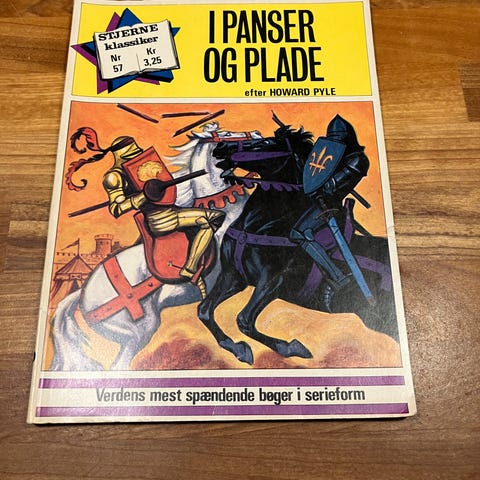 STJERNE
klassiker
Nr Kr
57 3,25
I PANSER
OG PLADE
efter HOWARD PYLE
Verdens mest spændende bøger i serieform